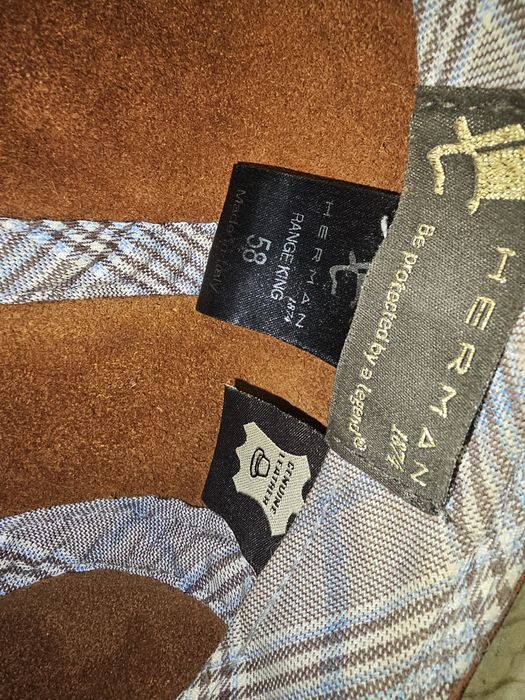 HERMAN
1874
Be protected by a legend®
HERMAN
1874
RANGE KING
58
Made in Italy
GENUINE
LEATHER